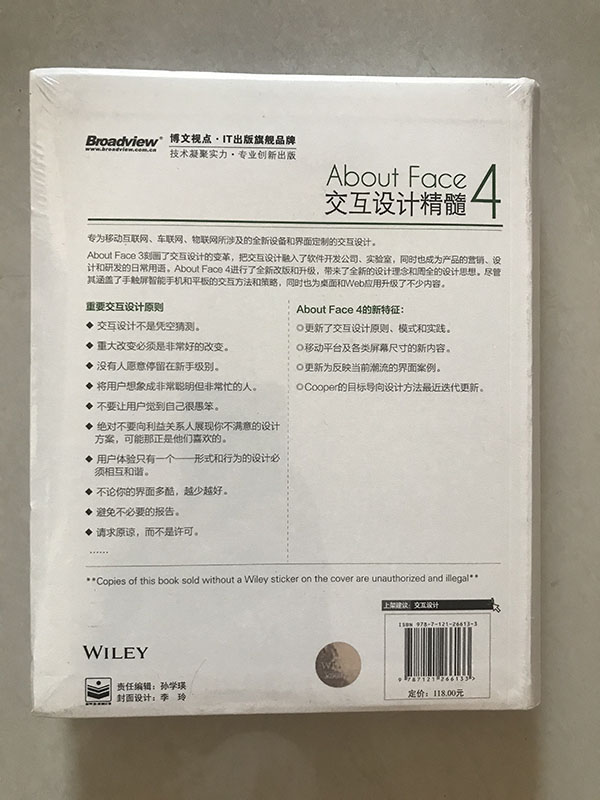 Broadview®
www.broadview.com.cn
博文视点·IT出版旗舰品牌
技术凝聚实力·专业创新出版
About Face 4
交互设计精髓
专为移动互联网、车联网、物联网所涉及的全新设备和界面定制的交互设计。
About Face 3刻画了交互设计的变革，把交互设计融入了软件开发公司、实验室，同时也成为产品的营销、设
计和研发的日常用语。About Face 4进行了全新改版和升级，带来了全新的设计理念和周全的设计思想。尽管
其涵盖了手触屏智能手机和平板的交互方法和策略，同时也为桌面和Web应用升级了不少内容。
重要交互设计原则
◆ 交互设计不是凭空猜测。
◆ 重大改变必须是非常好的改变。
◆ 没有人愿意停留在新手级别。
◆ 将用户想象成非常聪明但非常忙的人。
◆ 不要让用户觉到自己很愚笨。
◆ 绝对不要向利益关系人展现你不满意的设计
方案，可能那正是他们喜欢的。
◆ 用户体验只有一个——形式和行为的设计必
须相互和谐。
◆ 不论你的界面多酷，越少越好。
◆ 避免不必要的报告。
◆ 请求原谅，而不是许可。
……
About Face 4的新特征：
◎更新了交互设计原则、模式和实践。
◎移动平台及各类屏幕尺寸的新内容。
◎更新为反映当前潮流的界面案例。
◎Cooper的目标导向设计方法最近迭代更新。
**Copies of this book sold without a Wiley sticker on the cover are unauthorized and illegal**
上架建议：交互设计
ISBN 978-7-121-26613-3
9 787121 266133
定价：118.00元
WILEY
责任编辑：孙学瑛
封面设计：李 玲